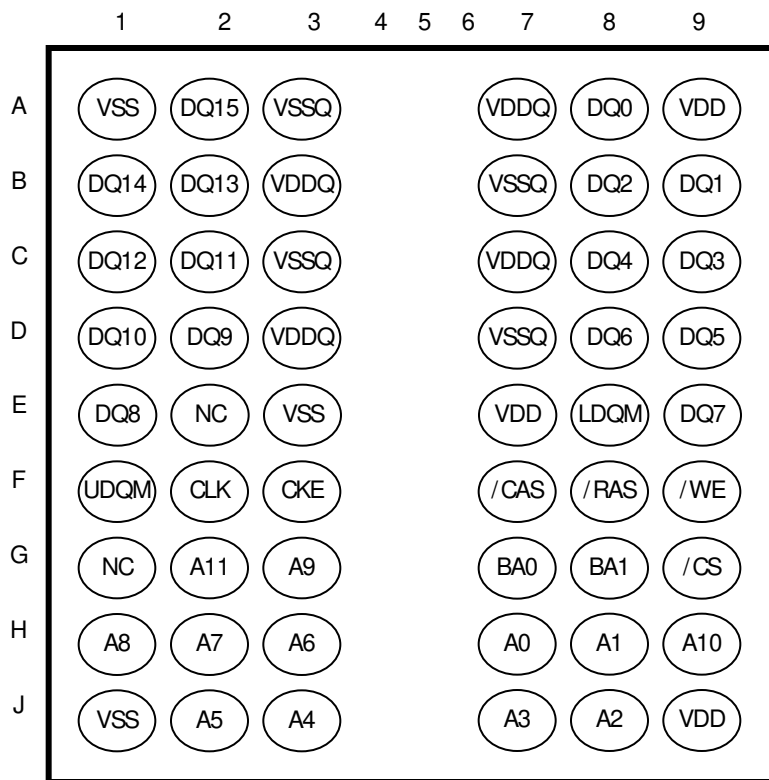 1 2 3 4 5 6 7 8 9
A VSS DQ15 VSSQ VDDQ DQ0 VDD
B DQ14 DQ13 VDDQ VSSQ DQ2 DQ1
C DQ12 DQ11 VSSQ VDDQ DQ4 DQ3
D DQ10 DQ9 VDDQ VSSQ DQ6 DQ5
E DQ8 NC VSS VDD LDQM DQ7
F UDQM CLK CKE /CAS /RAS /WE
G NC A11 A9 BA0 BA1 /CS
H A8 A7 A6 A0 A1 A10
J VSS A5 A4 A3 A2 VDD